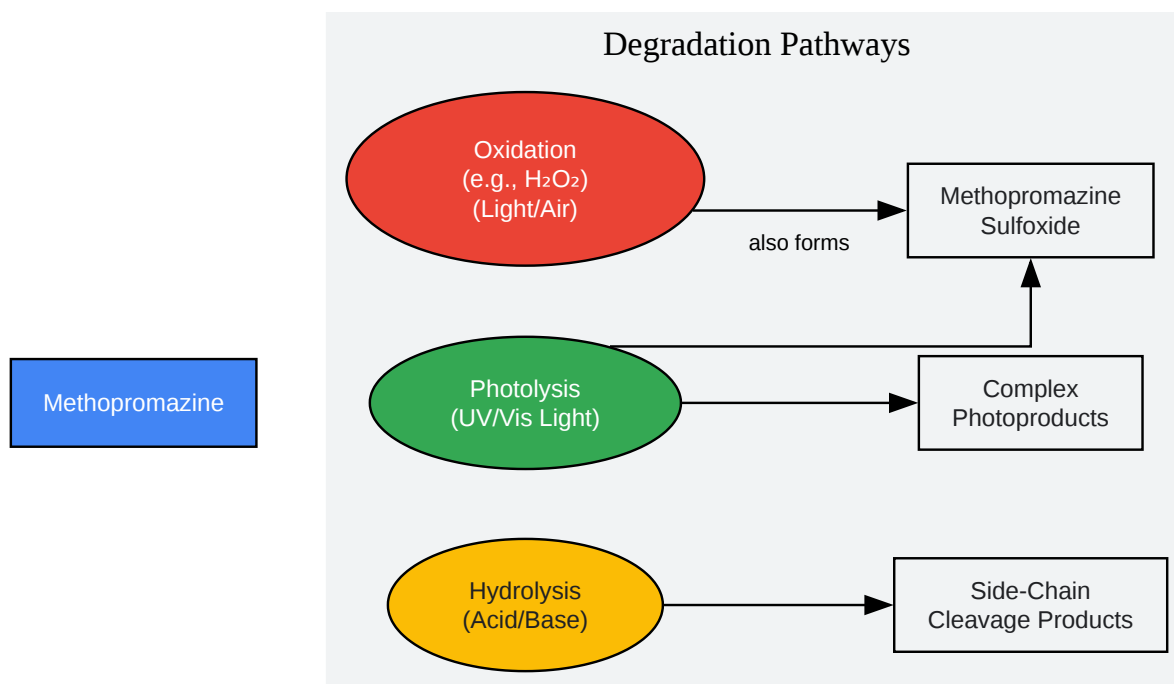 Degradation Pathways
Oxidation
(e.g., H₂O₂)
(Light/Air)
Methopromazine
Sulfoxide
also forms
Methopromazine
Photolysis
(UV/Vis Light)
Complex
Photoproducts
Hydrolysis
(Acid/Base)
Side-Chain
Cleavage Products